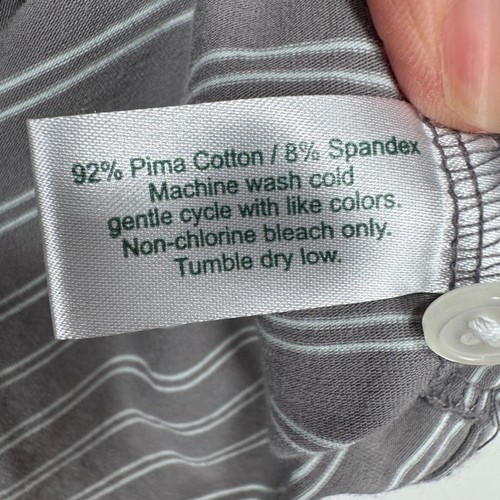 92% Pima Cotton / 8% Spandex
Machine wash cold
gentle cycle with like colors.
Non-chlorine bleach only.
Tumble dry low.